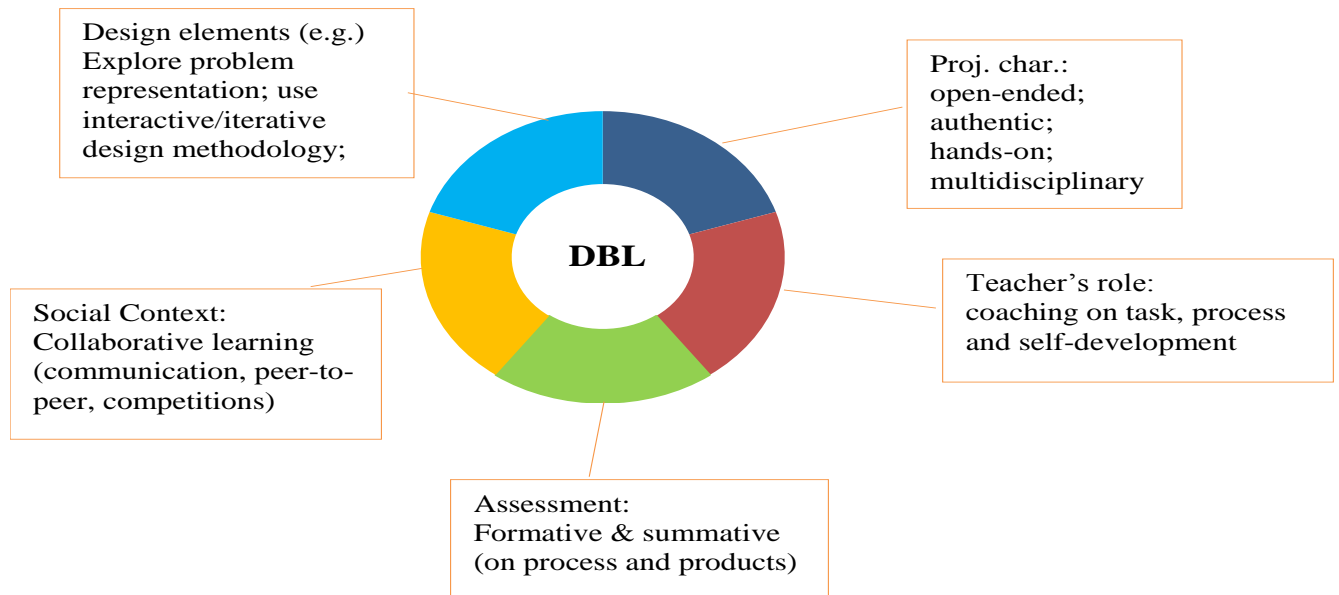 Design elements (e.g.)
Explore problem
representation; use
interactive/iterative
design methodology;
Proj. char.:
open-ended;
authentic;
hands-on;
multidisciplinary
DBL
Teacher’s role:
coaching on task, process
and self-development
Social Context:
Collaborative learning
(communication, peer-to-
peer, competitions)
Assessment:
Formative & summative
(on process and products)